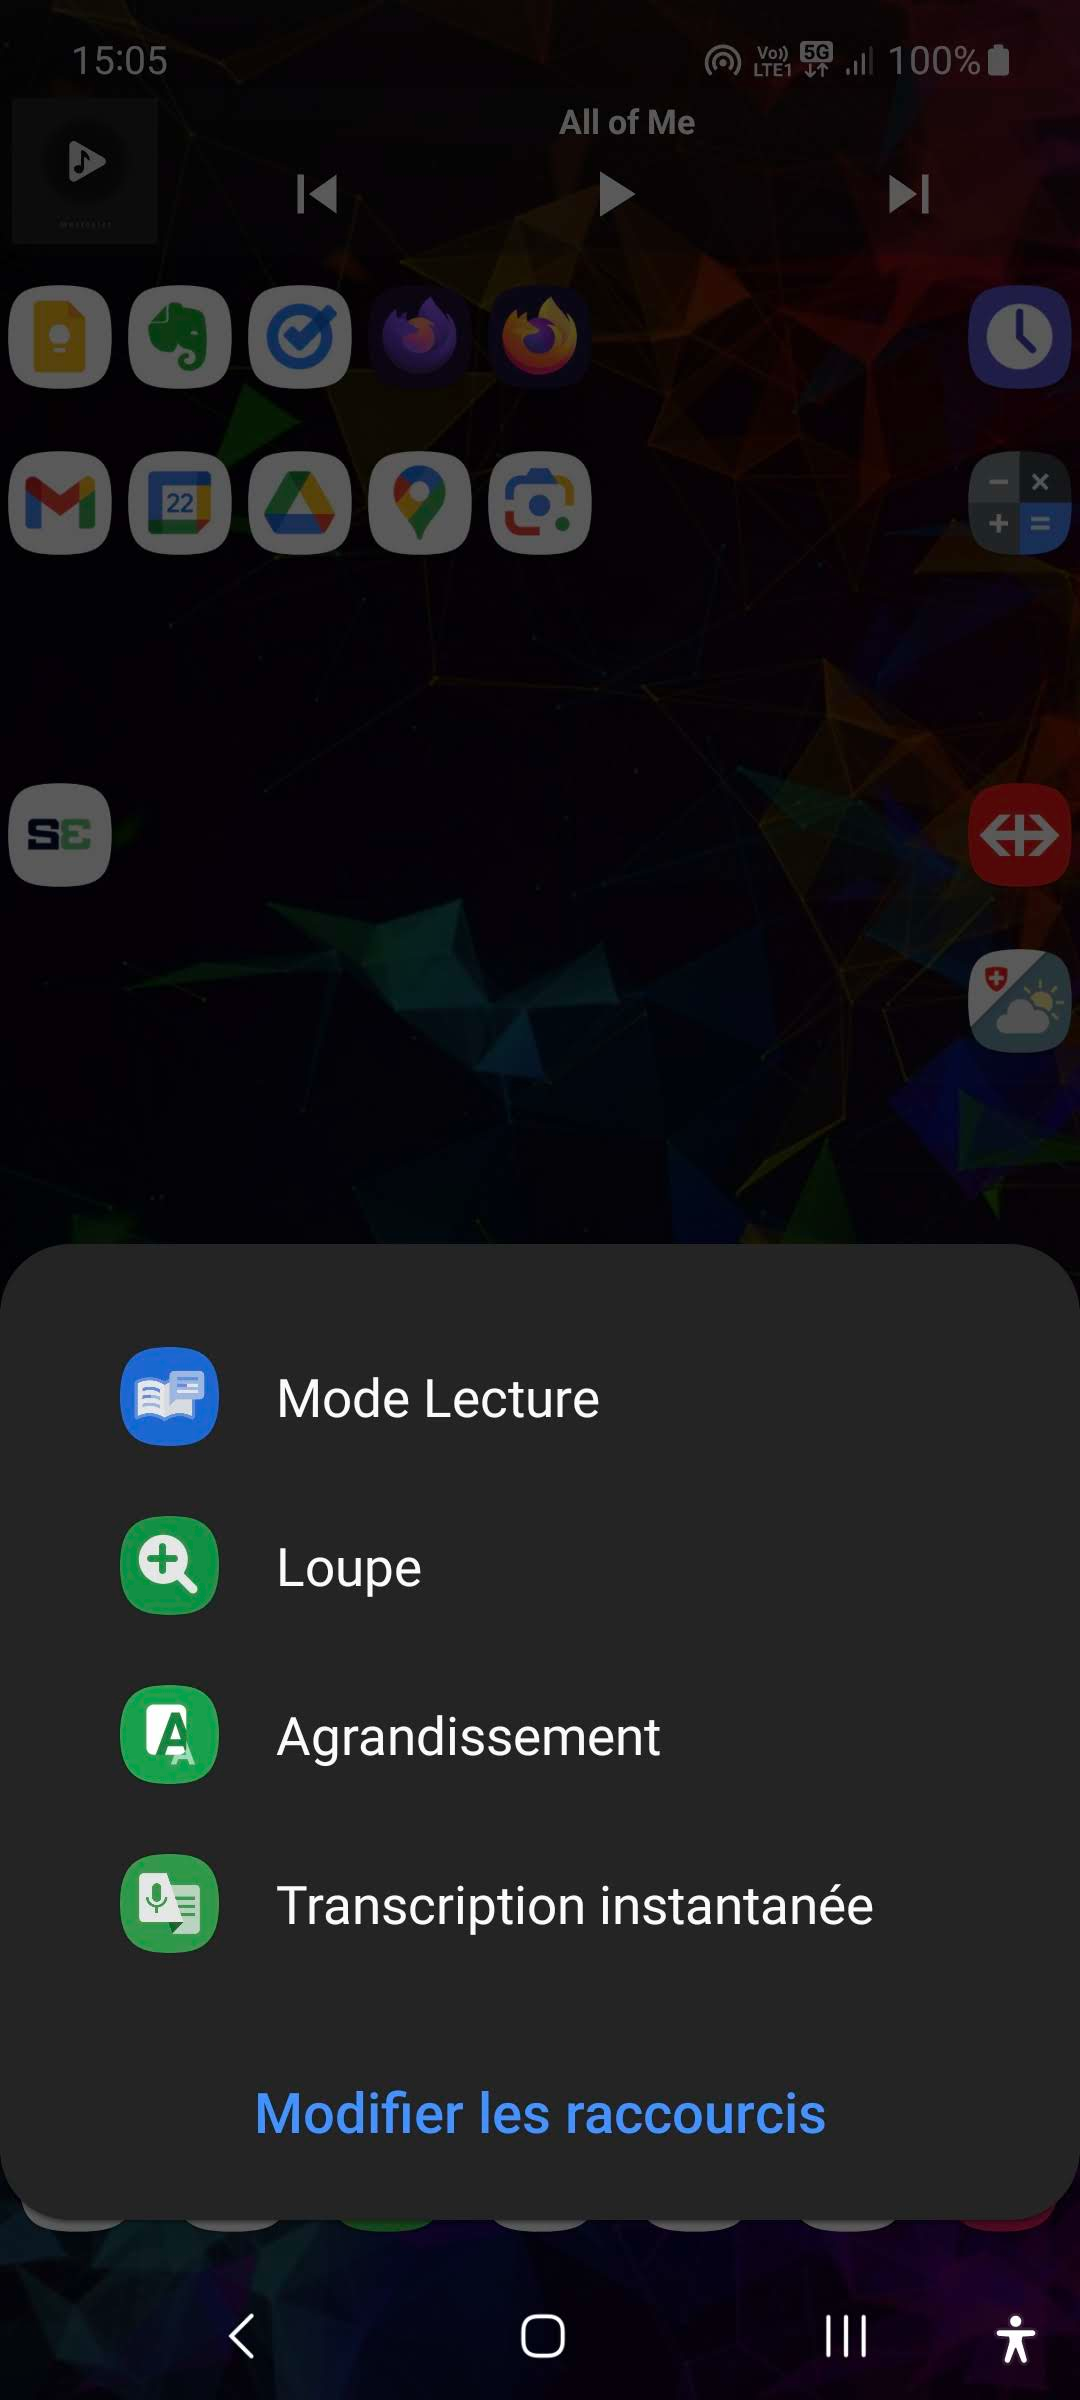 15:05
Vo))
LTE1
5G
100%
All of Me
22
SE
Mode Lecture
Loupe
Agrandissement
Transcription instantanée
Modifier les raccourcis